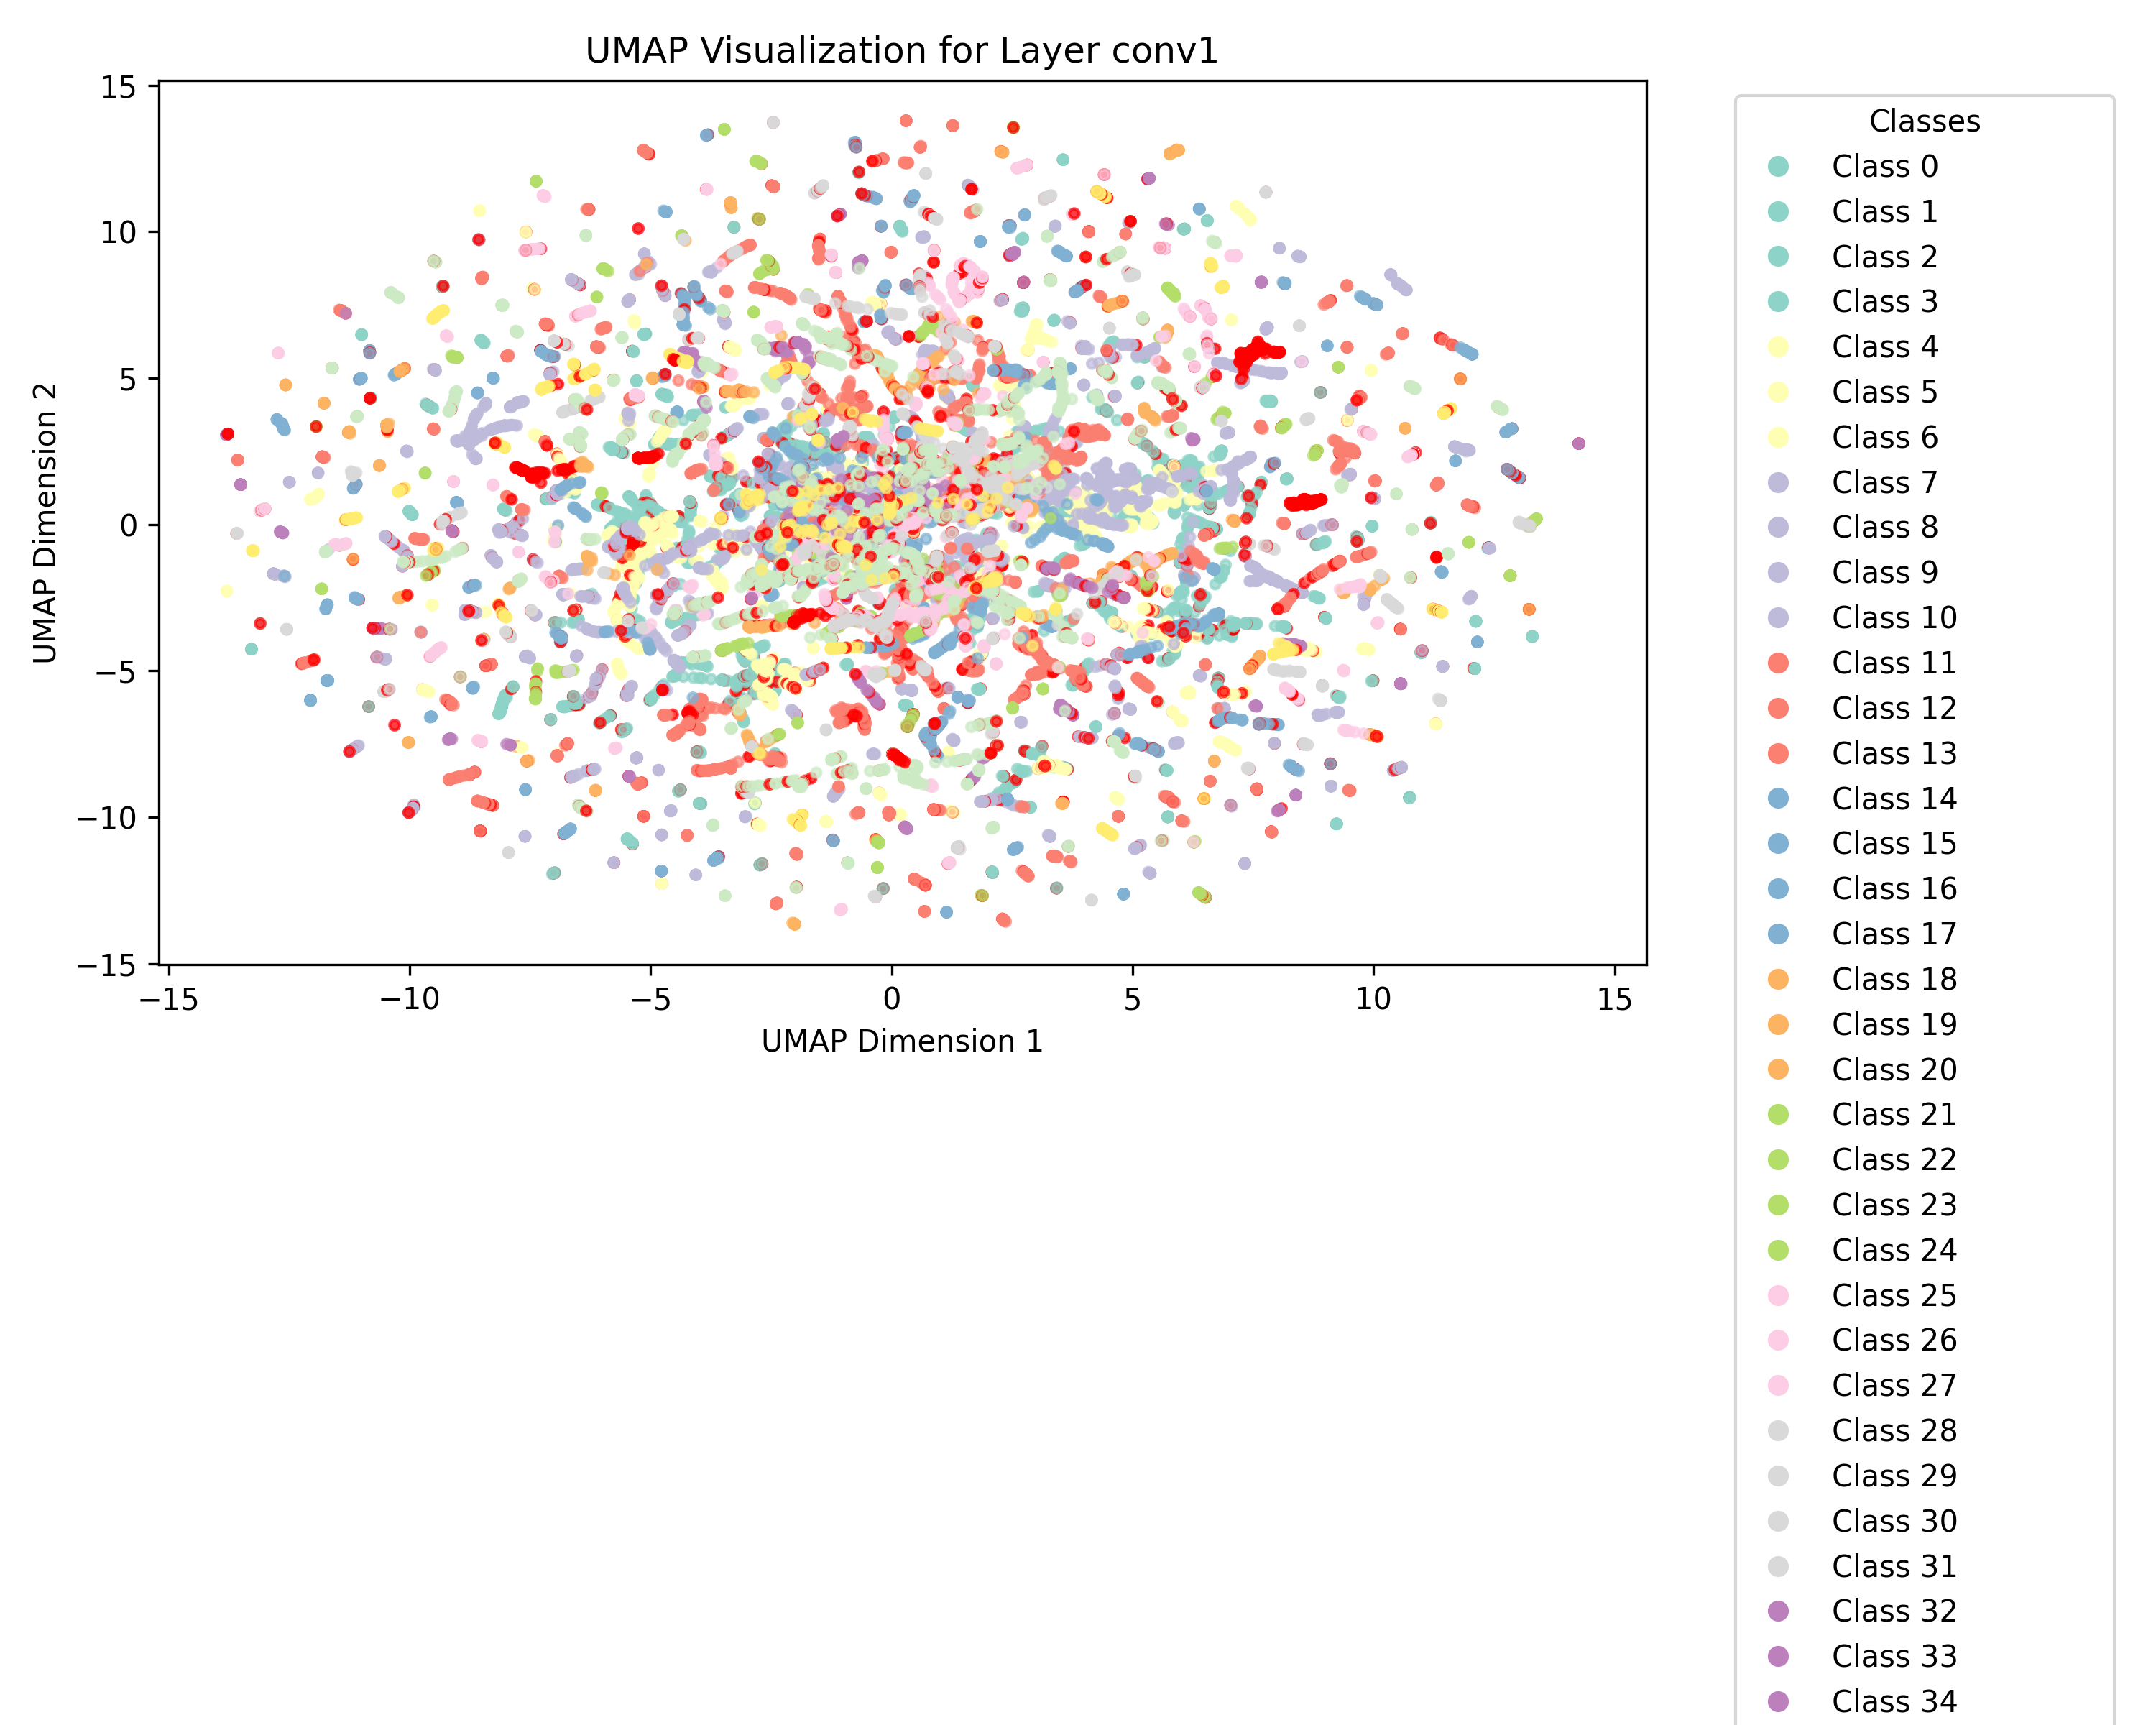 UMAP Visualization for Layer conv1
15
10
5
0
−5
−10
−15
UMAP Dimension 2
−15
−10
−5
0
5
10
15
UMAP Dimension 1
Classes
Class 0
Class 1
Class 2
Class 3
Class 4
Class 5
Class 6
Class 7
Class 8
Class 9
Class 10
Class 11
Class 12
Class 13
Class 14
Class 15
Class 16
Class 17
Class 18
Class 19
Class 20
Class 21
Class 22
Class 23
Class 24
Class 25
Class 26
Class 27
Class 28
Class 29
Class 30
Class 31
Class 32
Class 33
Class 34